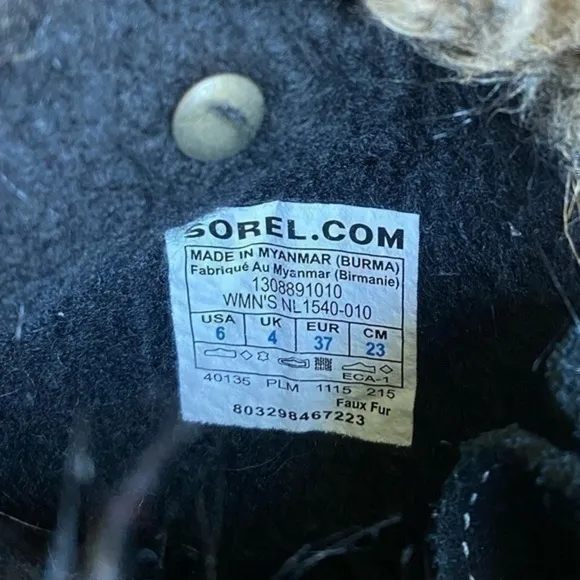 SOREL.COM
MADE IN MYANMAR (BURMA)
Fabriqué Au Myanmar (Birmanie)
1308891010
WMN'S NL1540-010
USA UK EUR CM
6 4 37 23
ECA-1
40135 PLM 1115 215
Faux Fur
803298467223